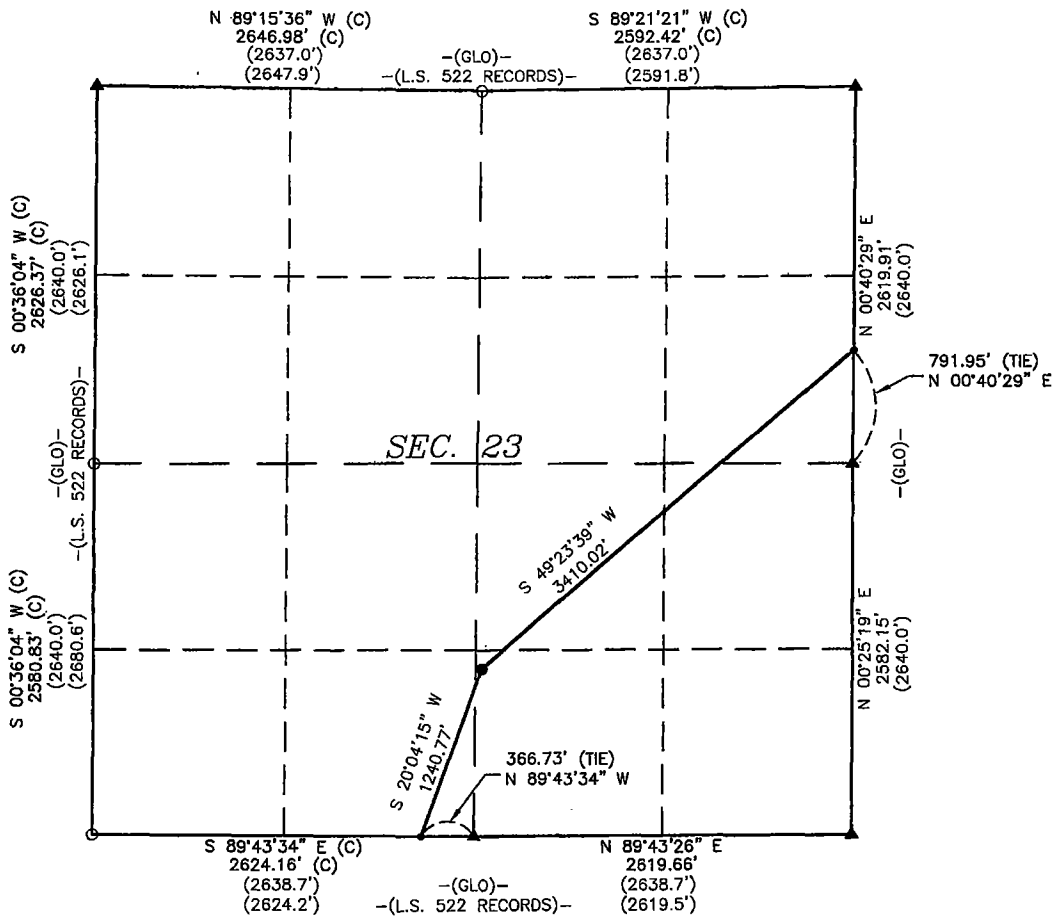 N 89°15'36" W (C)
2646.98' (C)
(2637.0')
(2647.9')
-(GLO)-
-(L.S. 522 RECORDS)-
S 89°21'21" W (C)
2592.42' (C)
(2637.0')
(2591.8')
S 00°36'04" W (C)
2626.37' (C)
(2640.0')
(2626.1')
N 00°40'29" E
2619.91'
(2640.0')
791.95' (TIE)
N 00°40'29" E
-(GLO)-
-(L.S. 522 RECORDS)-
SEC. 23
-(GLO)-
S 49°23'39" W
3410.02'
S 00°36'04" W (C)
2580.83' (C)
(2640.0')
(2680.6')
N 00°25'19" E
2582.15'
(2640.0')
S 20°04'15" W
1240.77'
366.73' (TIE)
N 89°43'34" W
S 89°43'34" E (C)
2624.16' (C)
(2638.7')
(2624.2')
-(GLO)-
-(L.S. 522 RECORDS)-
N 89°43'26" E
2619.66'
(2638.7')
(2619.5')